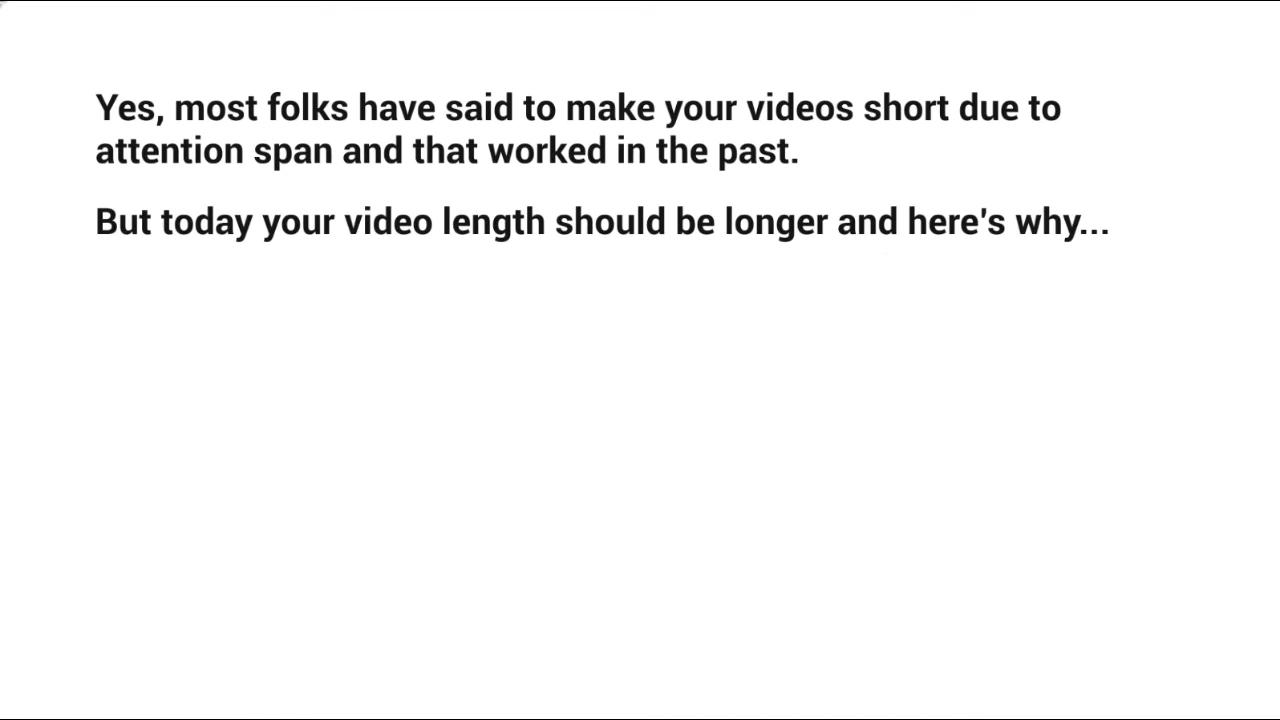 Yes, most folks have said to make your videos short due to
attention span and that worked in the past.
But today your video length should be longer and here's why...